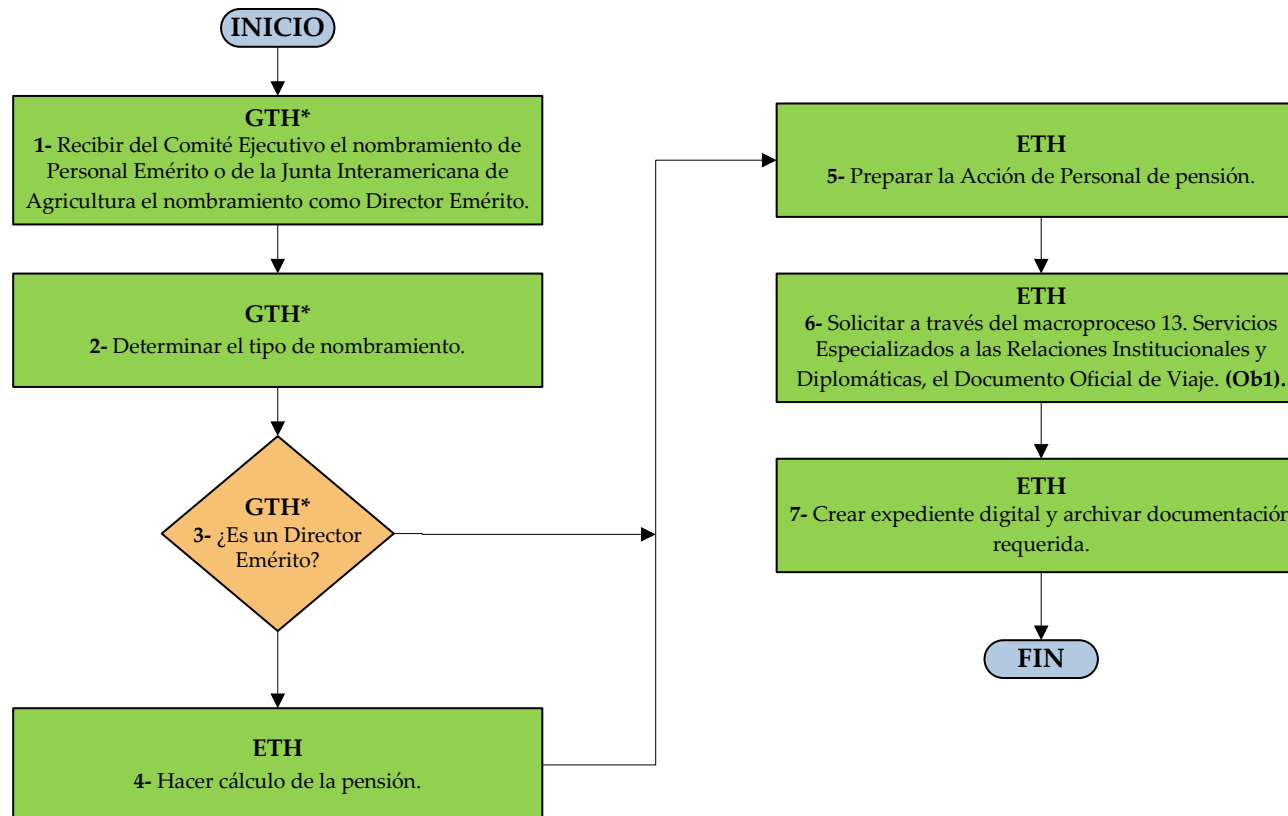 INICIO
GTH*
1- Recibir del Comité Ejecutivo el nombramiento de
Personal Emérito o de la Junta Interamericana de
Agricultura el nombramiento como Director Emérito.
GTH*
2- Determinar el tipo de nombramiento.
GTH*
3- ¿Es un Director
Emérito?
ETH
4- Hacer cálculo de la pensión.
ETH
5- Preparar la Acción de Personal de pensión.
ETH
6- Solicitar a través del macroproceso 13. Servicios
Especializados a las Relaciones Institucionales y
Diplomáticas, el Documento Oficial de Viaje. (Ob1).
ETH
7- Crear expediente digital y archivar documentación
requerida.
FIN